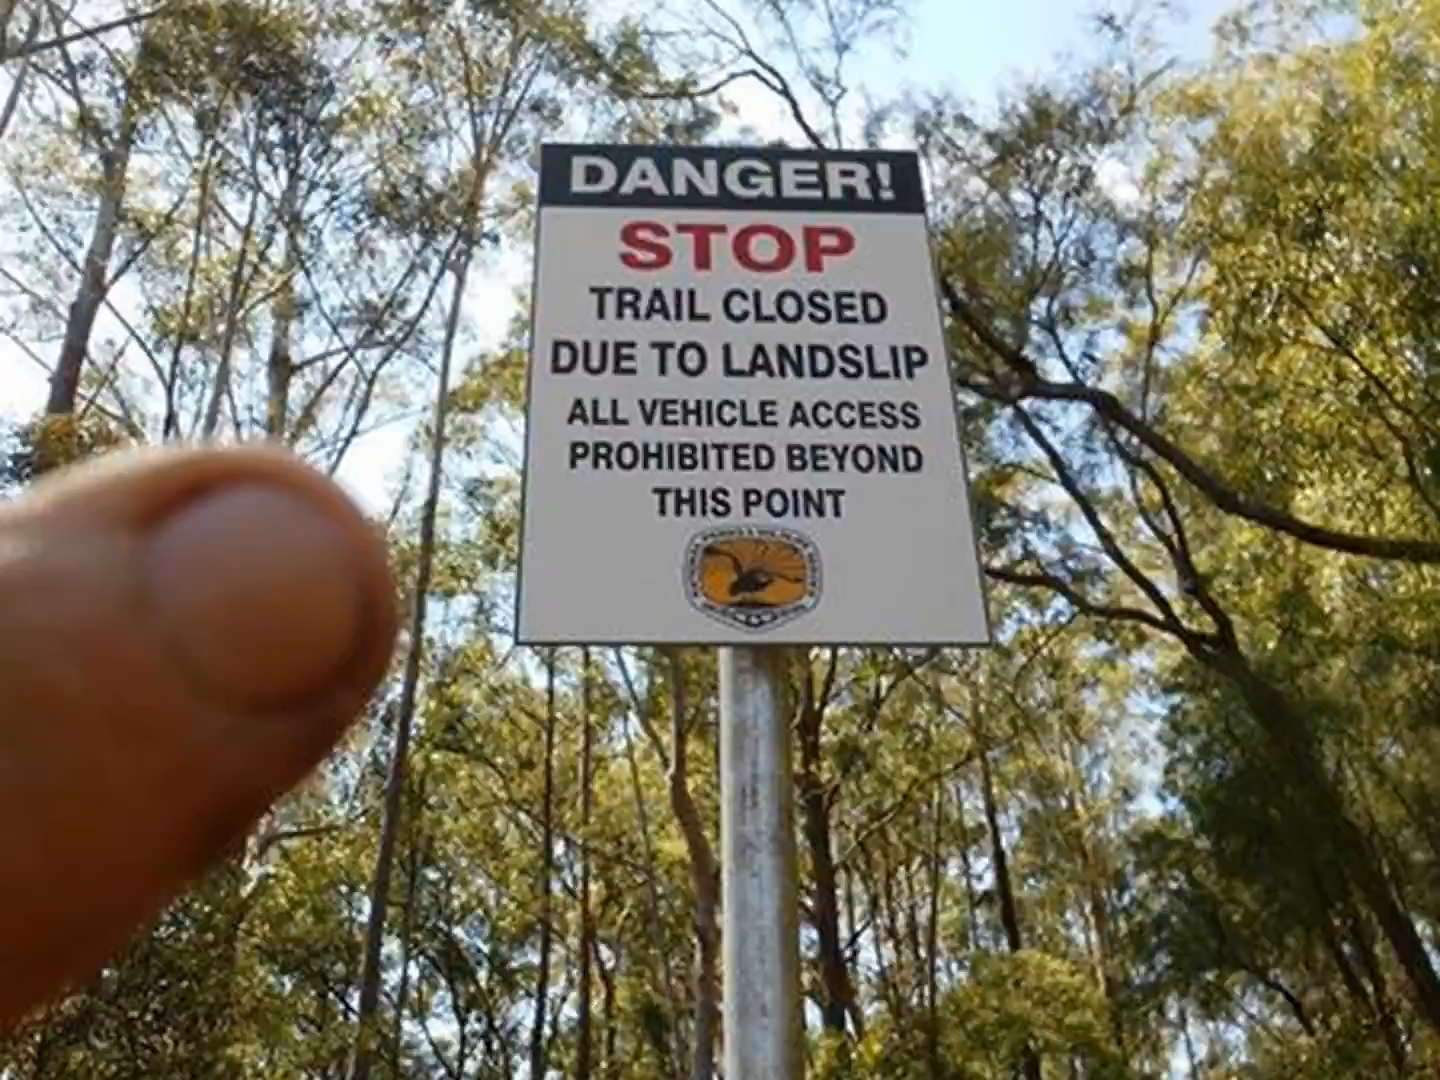 DANGER!
STOP
TRAIL CLOSED
DUE TO LANDSLIP
ALL VEHICLE ACCESS
PROHIBITED BEYOND
THIS POINT